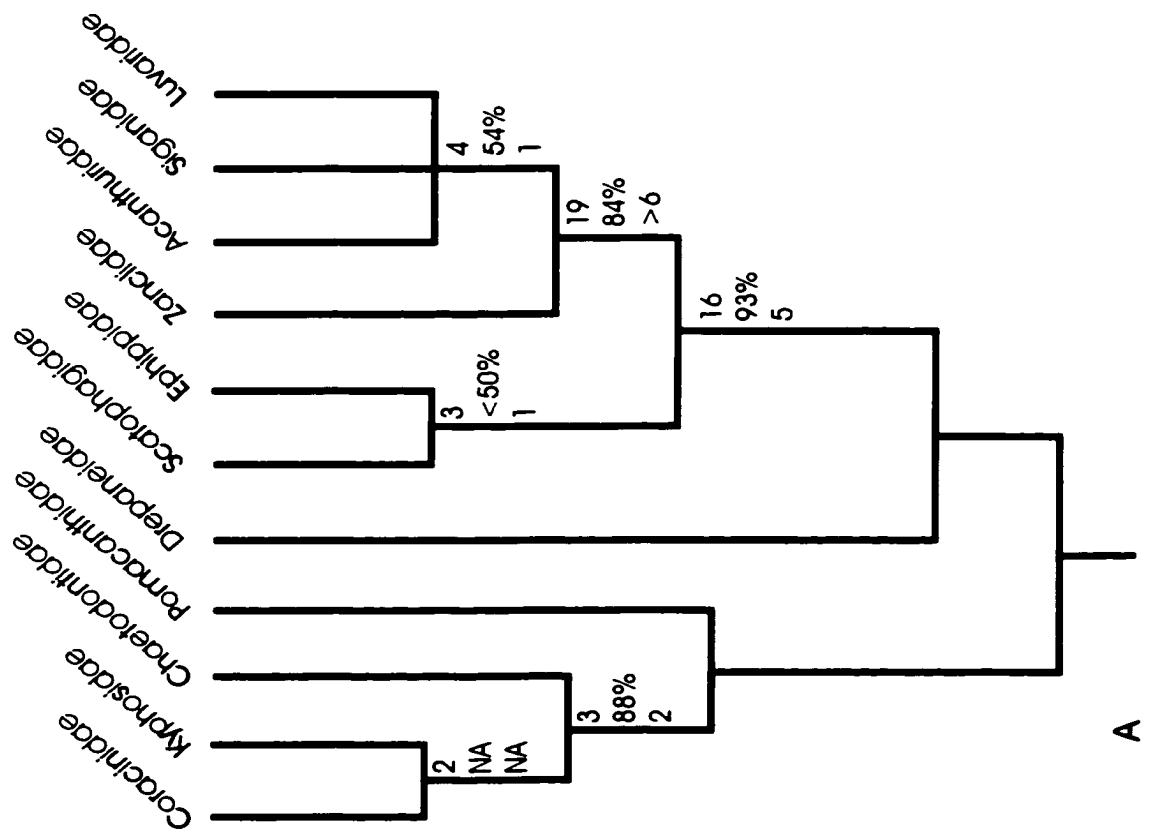 Coracinidae
Kyphosidae
Chaetodontidae
Pomacanthidae
Drepaneidae
Scatophagidae
Ephippidae
Zanclidae
Acanthuridae
Siganidae
Luvaridae
2
NA
NA
3
88%
2
3
<50%
1
4
54%
1
19
84%
>6
16
93%
5
A